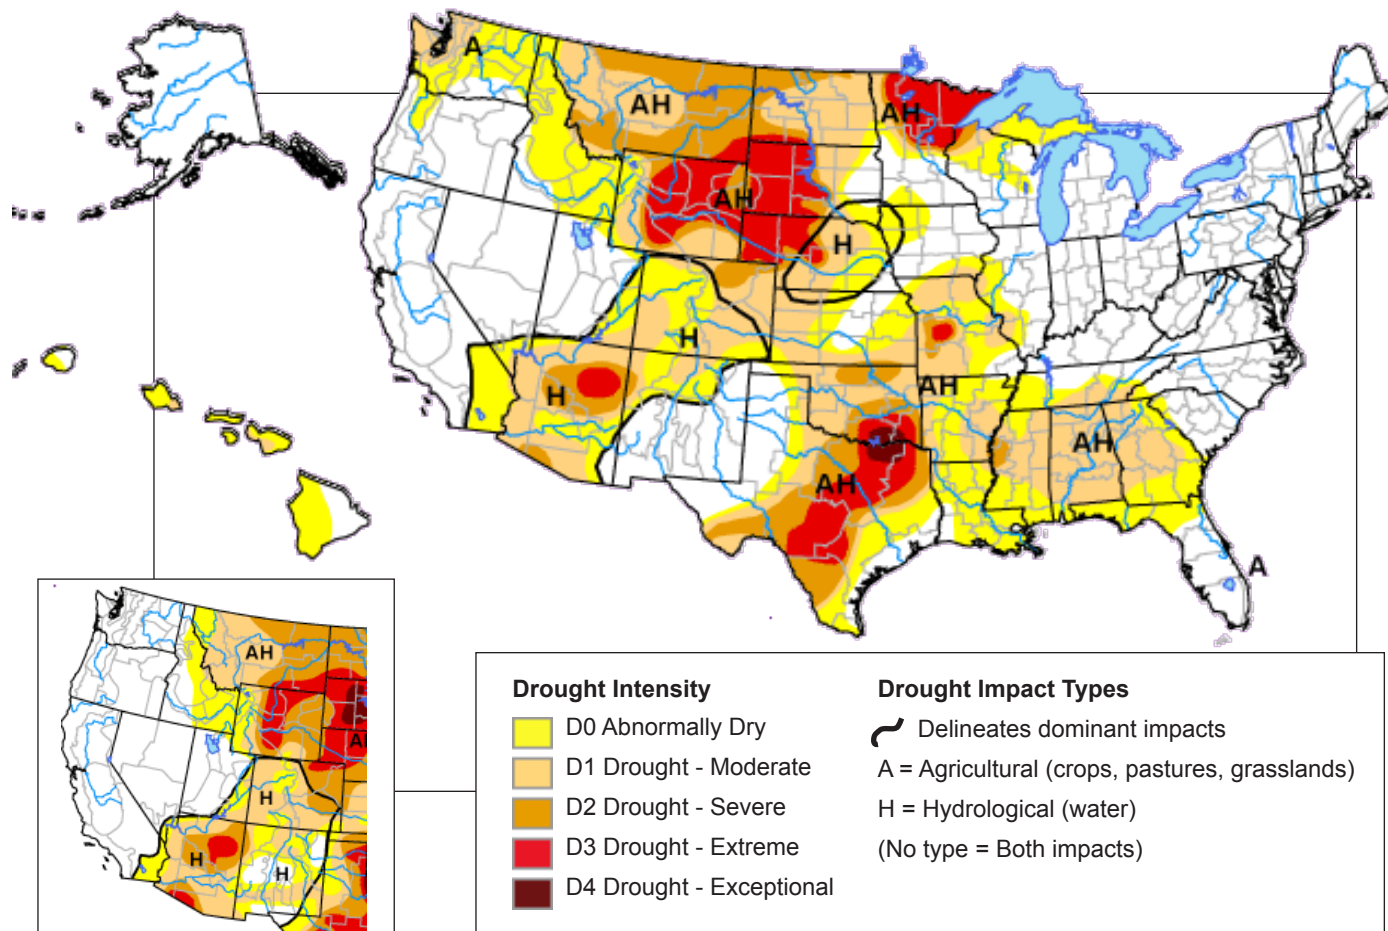 A
AH
AH
AH
H
H
H
AH
AH
AH
A
AH
A
H
H
H
Drought Intensity
D0 Abnormally Dry
D1 Drought - Moderate
D2 Drought - Severe
D3 Drought - Extreme
D4 Drought - Exceptional
Drought Impact Types
Delineates dominant impacts
A = Agricultural (crops, pastures, grasslands)
H = Hydrological (water)
(No type = Both impacts)